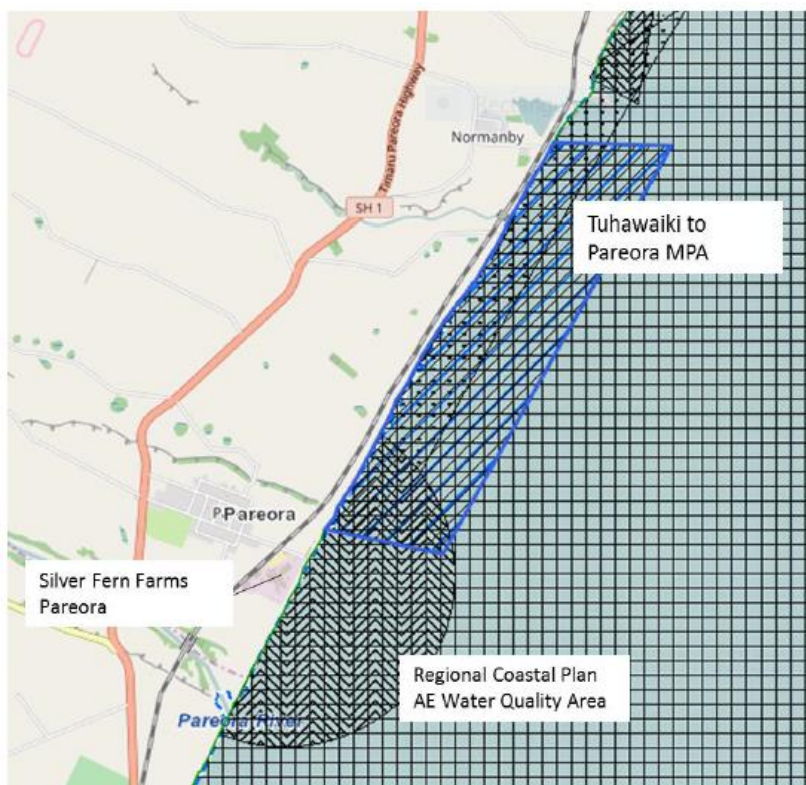 Normanby
Timaru Pareora Highway
SH 1
Tuhawaiki to
Pareora MPA
Pareora
Silver Fern Farms
Pareora
Regional Coastal Plan
AE Water Quality Area
Pareora River